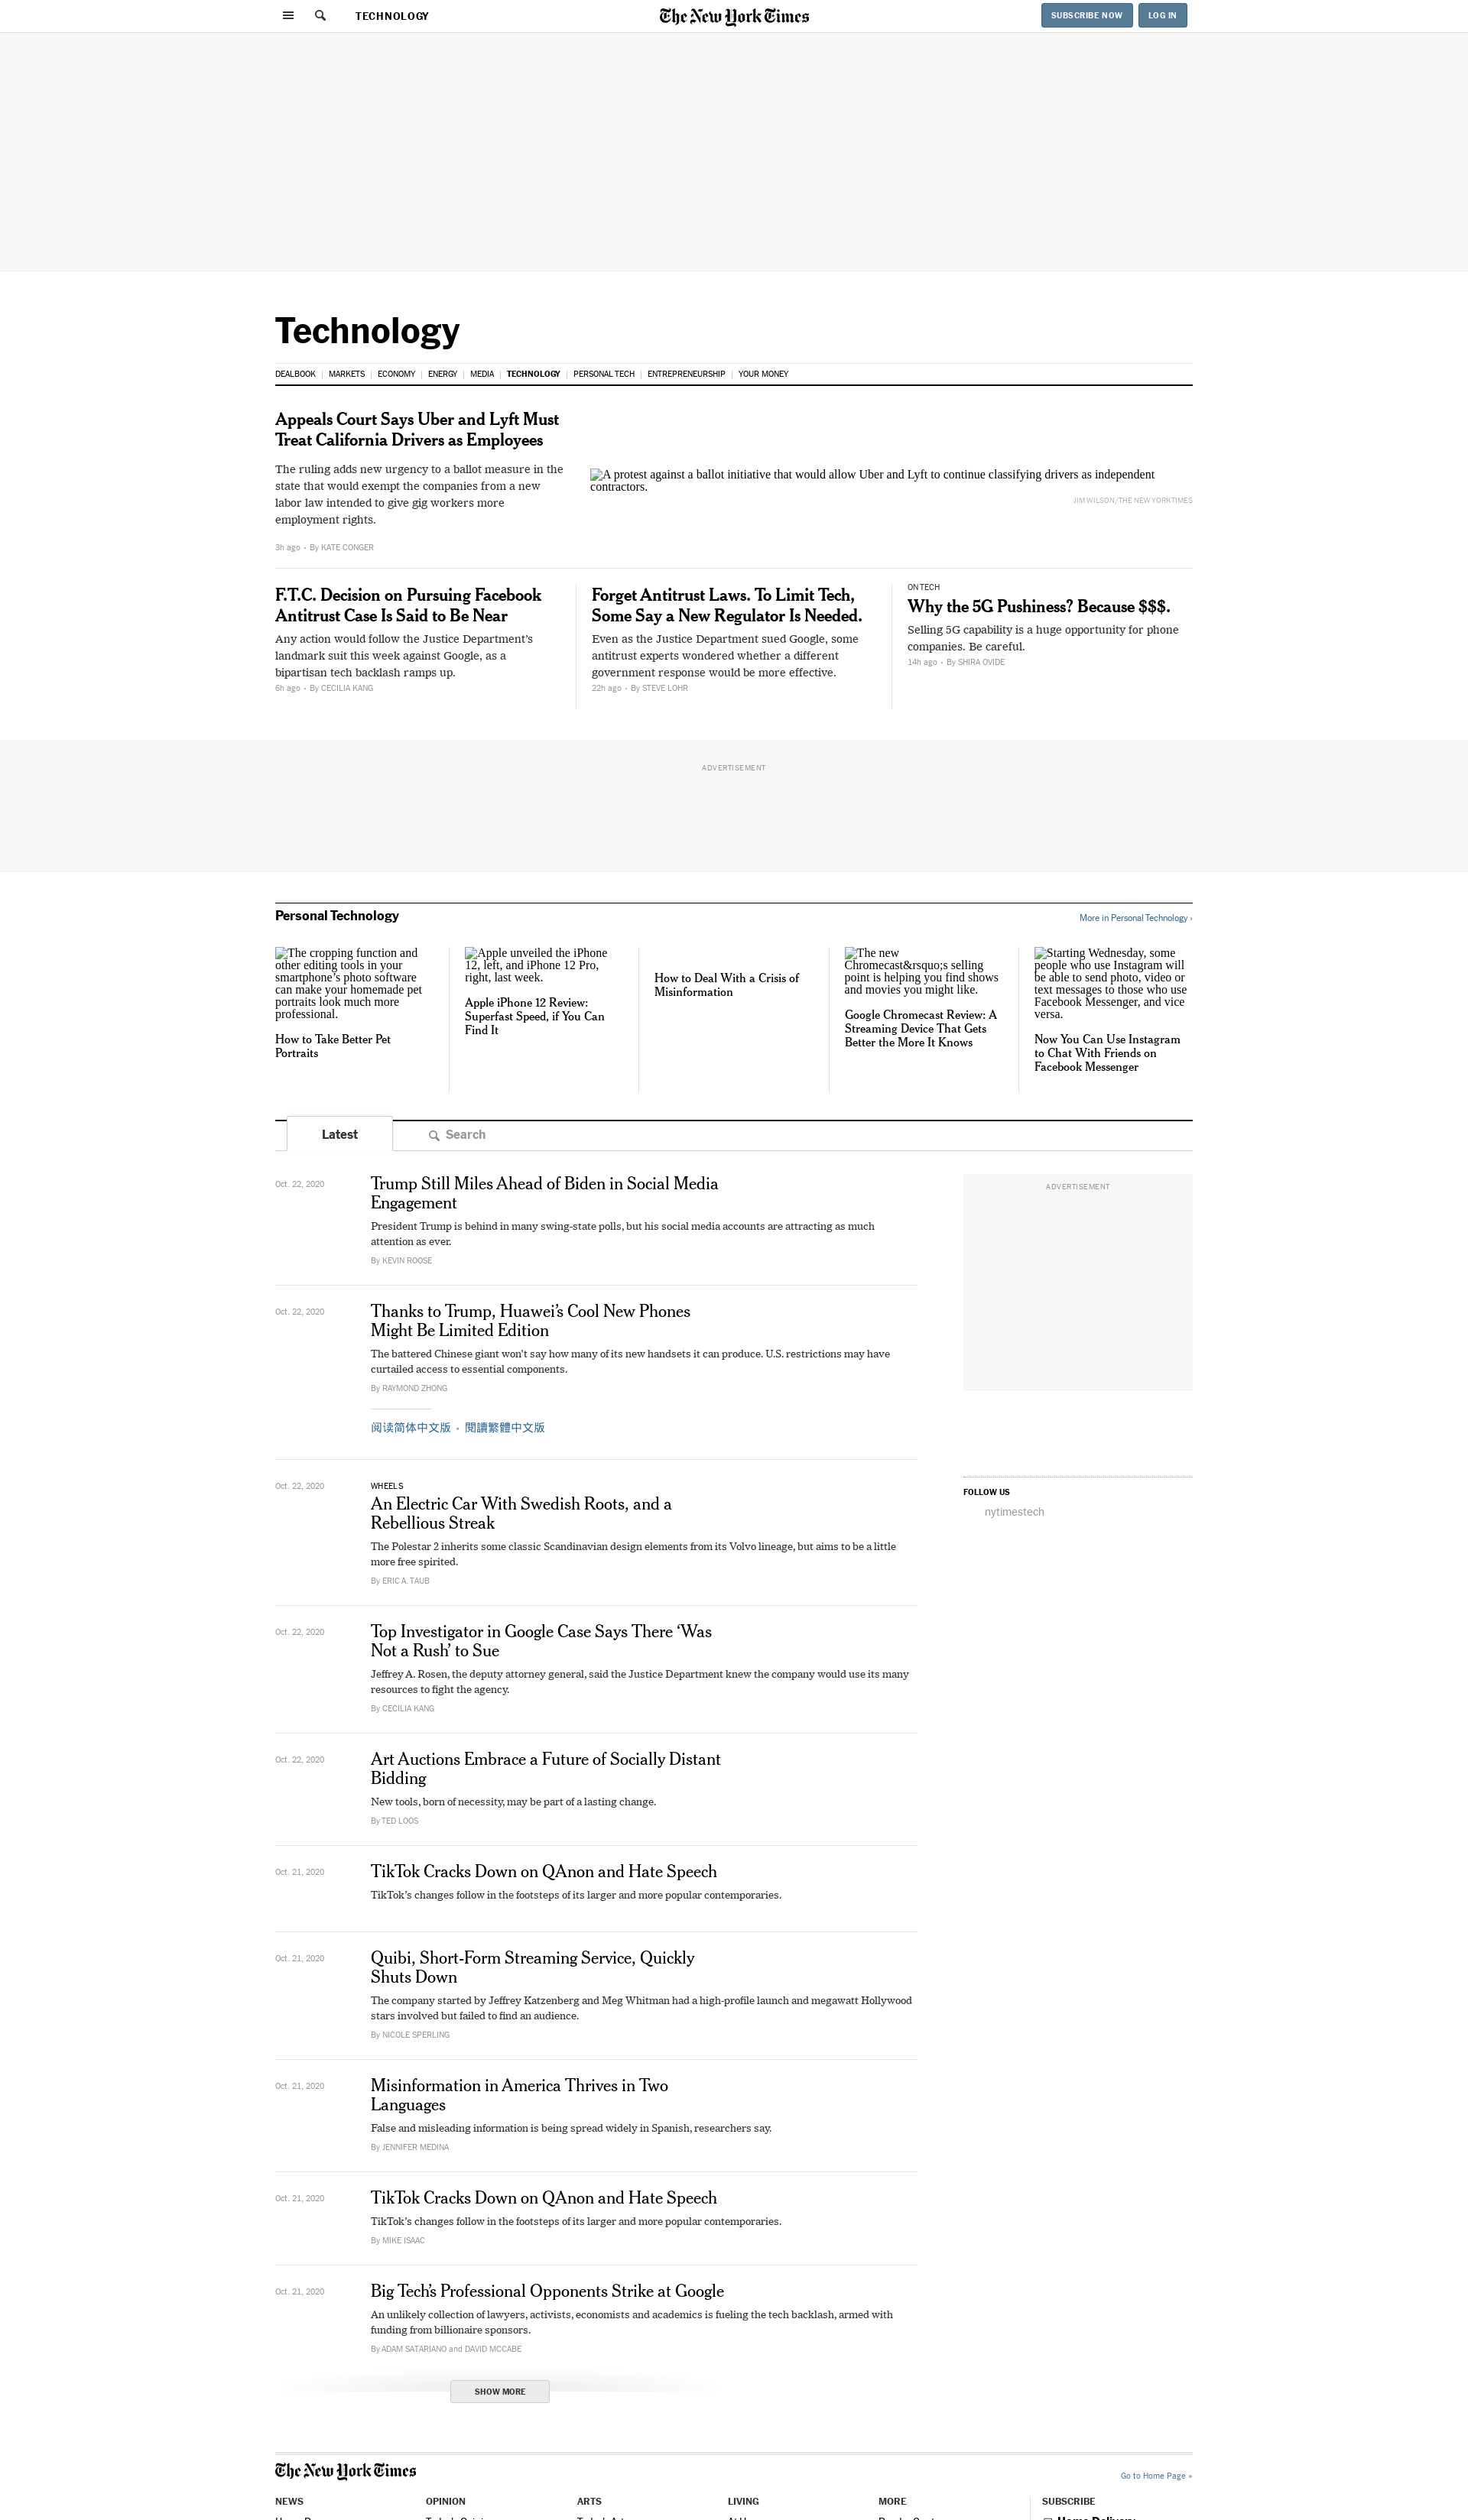 TECHNOLOGY
The New York Times
SUBSCRIBE NOW
LOG IN
Technology
DEALBOOK | MARKETS | ECONOMY | ENERGY | MEDIA | TECHNOLOGY | PERSONAL TECH | ENTREPRENEURSHIP | YOUR MONEY
Appeals Court Says Uber and Lyft Must
Treat California Drivers as Employees
The ruling adds new urgency to a ballot measure in the
state that would exempt the companies from a new
labor law intended to give gig workers more
employment rights.
3h ago • By KATE CONGER
A protest against a ballot initiative that would allow Uber and Lyft to continue classifying drivers as independent
contractors.
JIM WILSON/THE NEW YORK TIMES
F.T.C. Decision on Pursuing Facebook
Antitrust Case Is Said to Be Near
Any action would follow the Justice Department’s
landmark suit this week against Google, as a
bipartisan tech backlash ramps up.
6h ago • By CECILIA KANG
Forget Antitrust Laws. To Limit Tech,
Some Say a New Regulator Is Needed.
Even as the Justice Department sued Google, some
antitrust experts wondered whether a different
government response would be more effective.
22h ago • By STEVE LOHR
ON TECH
Why the 5G Pushiness? Because $$$.
Selling 5G capability is a huge opportunity for phone
companies. Be careful.
14h ago • By SHIRA OVIDE
ADVERTISEMENT
Personal Technology
More in Personal Technology ›
The cropping function and
other editing tools in your
smartphone’s photo software
can make your homemade pet
portraits look much more
professional.
How to Take Better Pet
Portraits
Apple unveiled the iPhone
12, left, and iPhone 12 Pro,
right, last week.
Apple iPhone 12 Review:
Superfast Speed, if You Can
Find It
How to Deal With a Crisis of
Misinformation
The new
Chromecast&rsquo;s selling
point is helping you find shows
and movies you might like.
Google Chromecast Review: A
Streaming Device That Gets
Better the More It Knows
Starting Wednesday, some
people who use Instagram will
be able to send photo, video or
text messages to those who use
Facebook Messenger, and vice
versa.
Now You Can Use Instagram
to Chat With Friends on
Facebook Messenger
Latest
Search
Oct. 22, 2020
Trump Still Miles Ahead of Biden in Social Media
Engagement
President Trump is behind in many swing-state polls, but his social media accounts are attracting as much
attention as ever.
By KEVIN ROOSE
ADVERTISEMENT
Oct. 22, 2020
Thanks to Trump, Huawei’s Cool New Phones
Might Be Limited Edition
The battered Chinese giant won’t say how many of its new handsets it can produce. U.S. restrictions may have
curtailed access to essential components.
By RAYMOND ZHONG
阅读简体中文版 • 閱讀繁體中文版
FOLLOW US
nytimestech
Oct. 22, 2020
WHEELS
An Electric Car With Swedish Roots, and a
Rebellious Streak
The Polestar 2 inherits some classic Scandinavian design elements from its Volvo lineage, but aims to be a little
more free spirited.
By ERIC A. TAUB
Oct. 22, 2020
Top Investigator in Google Case Says There ‘Was
Not a Rush’ to Sue
Jeffrey A. Rosen, the deputy attorney general, said the Justice Department knew the company would use its many
resources to fight the agency.
By CECILIA KANG
Oct. 22, 2020
Art Auctions Embrace a Future of Socially Distant
Bidding
New tools, born of necessity, may be part of a lasting change.
By TED LOOS
Oct. 21, 2020
TikTok Cracks Down on QAnon and Hate Speech
TikTok’s changes follow in the footsteps of its larger and more popular contemporaries.
Oct. 21, 2020
Quibi, Short-Form Streaming Service, Quickly
Shuts Down
The company started by Jeffrey Katzenberg and Meg Whitman had a high-profile launch and megawatt Hollywood
stars involved but failed to find an audience.
By NICOLE SPERLING
Oct. 21, 2020
Misinformation in America Thrives in Two
Languages
False and misleading information is being spread widely in Spanish, researchers say.
By JENNIFER MEDINA
Oct. 21, 2020
TikTok Cracks Down on QAnon and Hate Speech
TikTok’s changes follow in the footsteps of its larger and more popular contemporaries.
By MIKE ISAAC
Oct. 21, 2020
Big Tech’s Professional Opponents Strike at Google
An unlikely collection of lawyers, activists, economists and academics is fueling the tech backlash, armed with
funding from billionaire sponsors.
By ADAM SATARIANO and DAVID MCCABE
SHOW MORE
The New York Times
Go to Home Page »
NEWS
OPINION
ARTS
LIVING
MORE
SUBSCRIBE